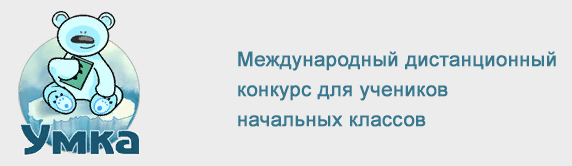 Умка
Международный дистанционный
конкурс для учеников
начальных классов